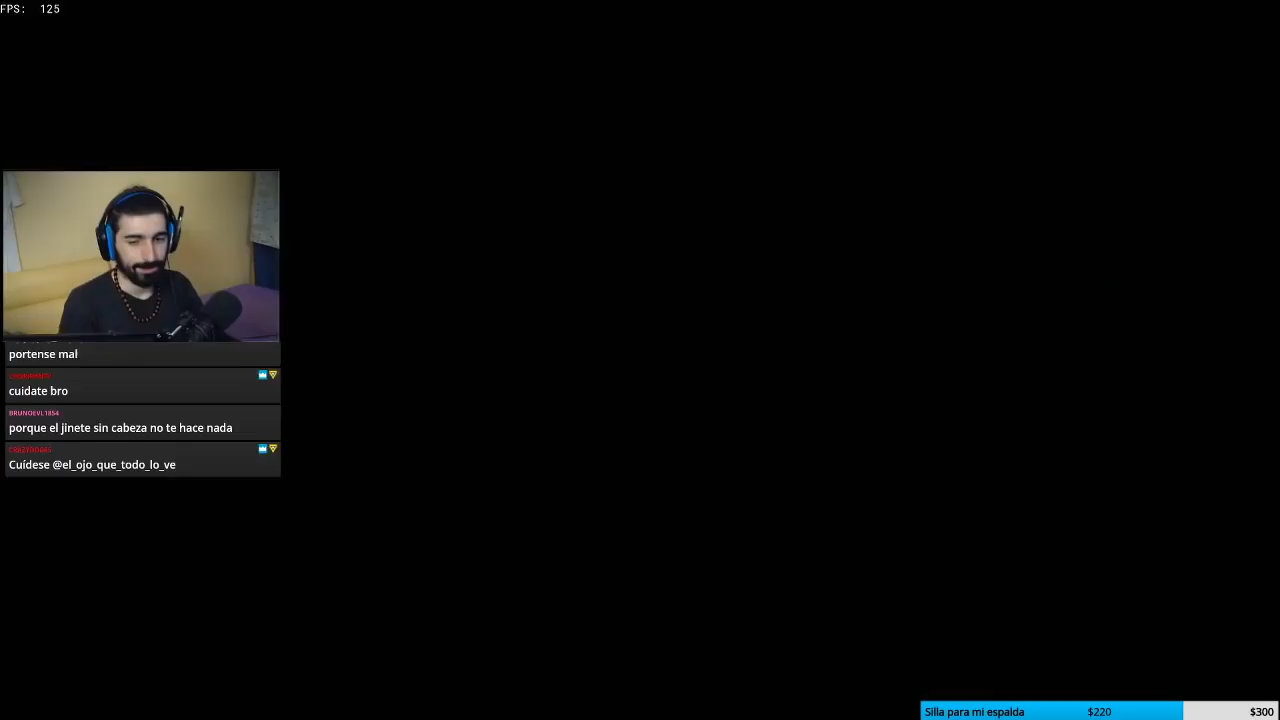 FPS: 125
portense mal
cuidate bro
BRUNOEVL1854
porque el jinete sin cabeza no te hace nada
Cuídese @el_ojo_que_todo_lo_ve
Silla para mi espalda $220 $300